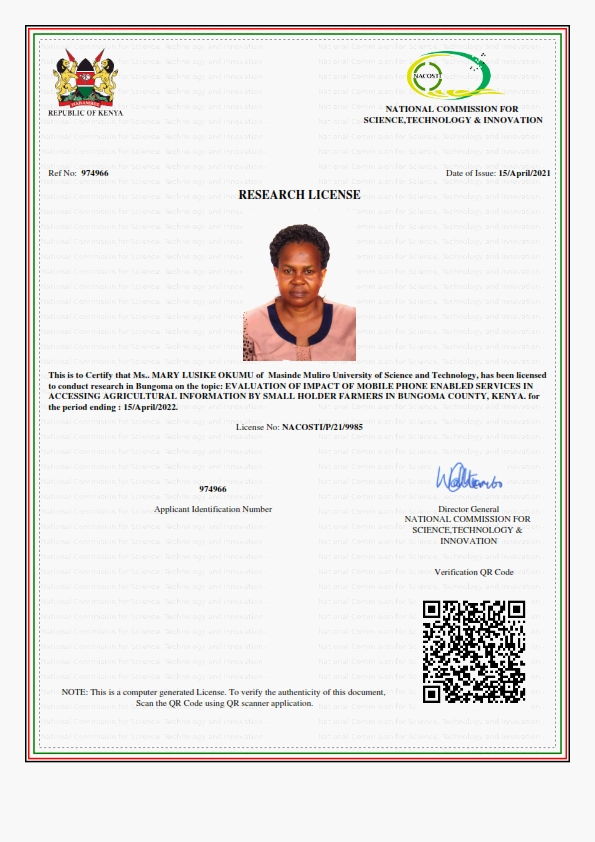 HARAMBEE
REPUBLIC OF KENYA
NACOSTI
NATIONAL COMMISSION FOR
SCIENCE,TECHNOLOGY & INNOVATION
Ref No: 974966
Date of Issue: 15/April/2021
RESEARCH LICENSE
This is to Certify that Ms.. MARY LUSIKE OKUMU of Masinde Muliro University of Science and Technology, has been licensed
to conduct research in Bungoma on the topic: EVALUATION OF IMPACT OF MOBILE PHONE ENABLED SERVICES IN
ACCESSING AGRICULTURAL INFORMATION BY SMALL HOLDER FARMERS IN BUNGOMA COUNTY, KENYA. for
the period ending : 15/April/2022.
License No: NACOSTI/P/21/9985
974966
Applicant Identification Number
Director General
NATIONAL COMMISSION FOR
SCIENCE,TECHNOLOGY &
INNOVATION
Verification QR Code
NOTE: This is a computer generated License. To verify the authenticity of this document,
Scan the QR Code using QR scanner application.